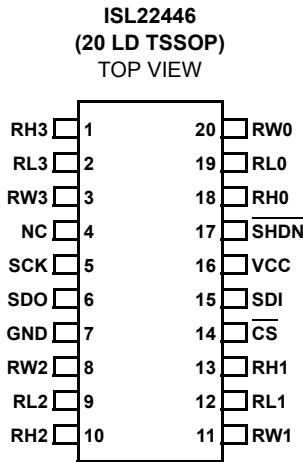 ISL22446
(20 LD TSSOP)
TOP VIEW
RH3 1 20 RW0
RL3 2 19 RL0
RW3 3 18 RH0
NC 4 17 SHDN
SCK 5 16 VCC
SDO 6 15 SDI
GND 7 14 CS
RW2 8 13 RH1
RL2 9 12 RL1
RH2 10 11 RW1